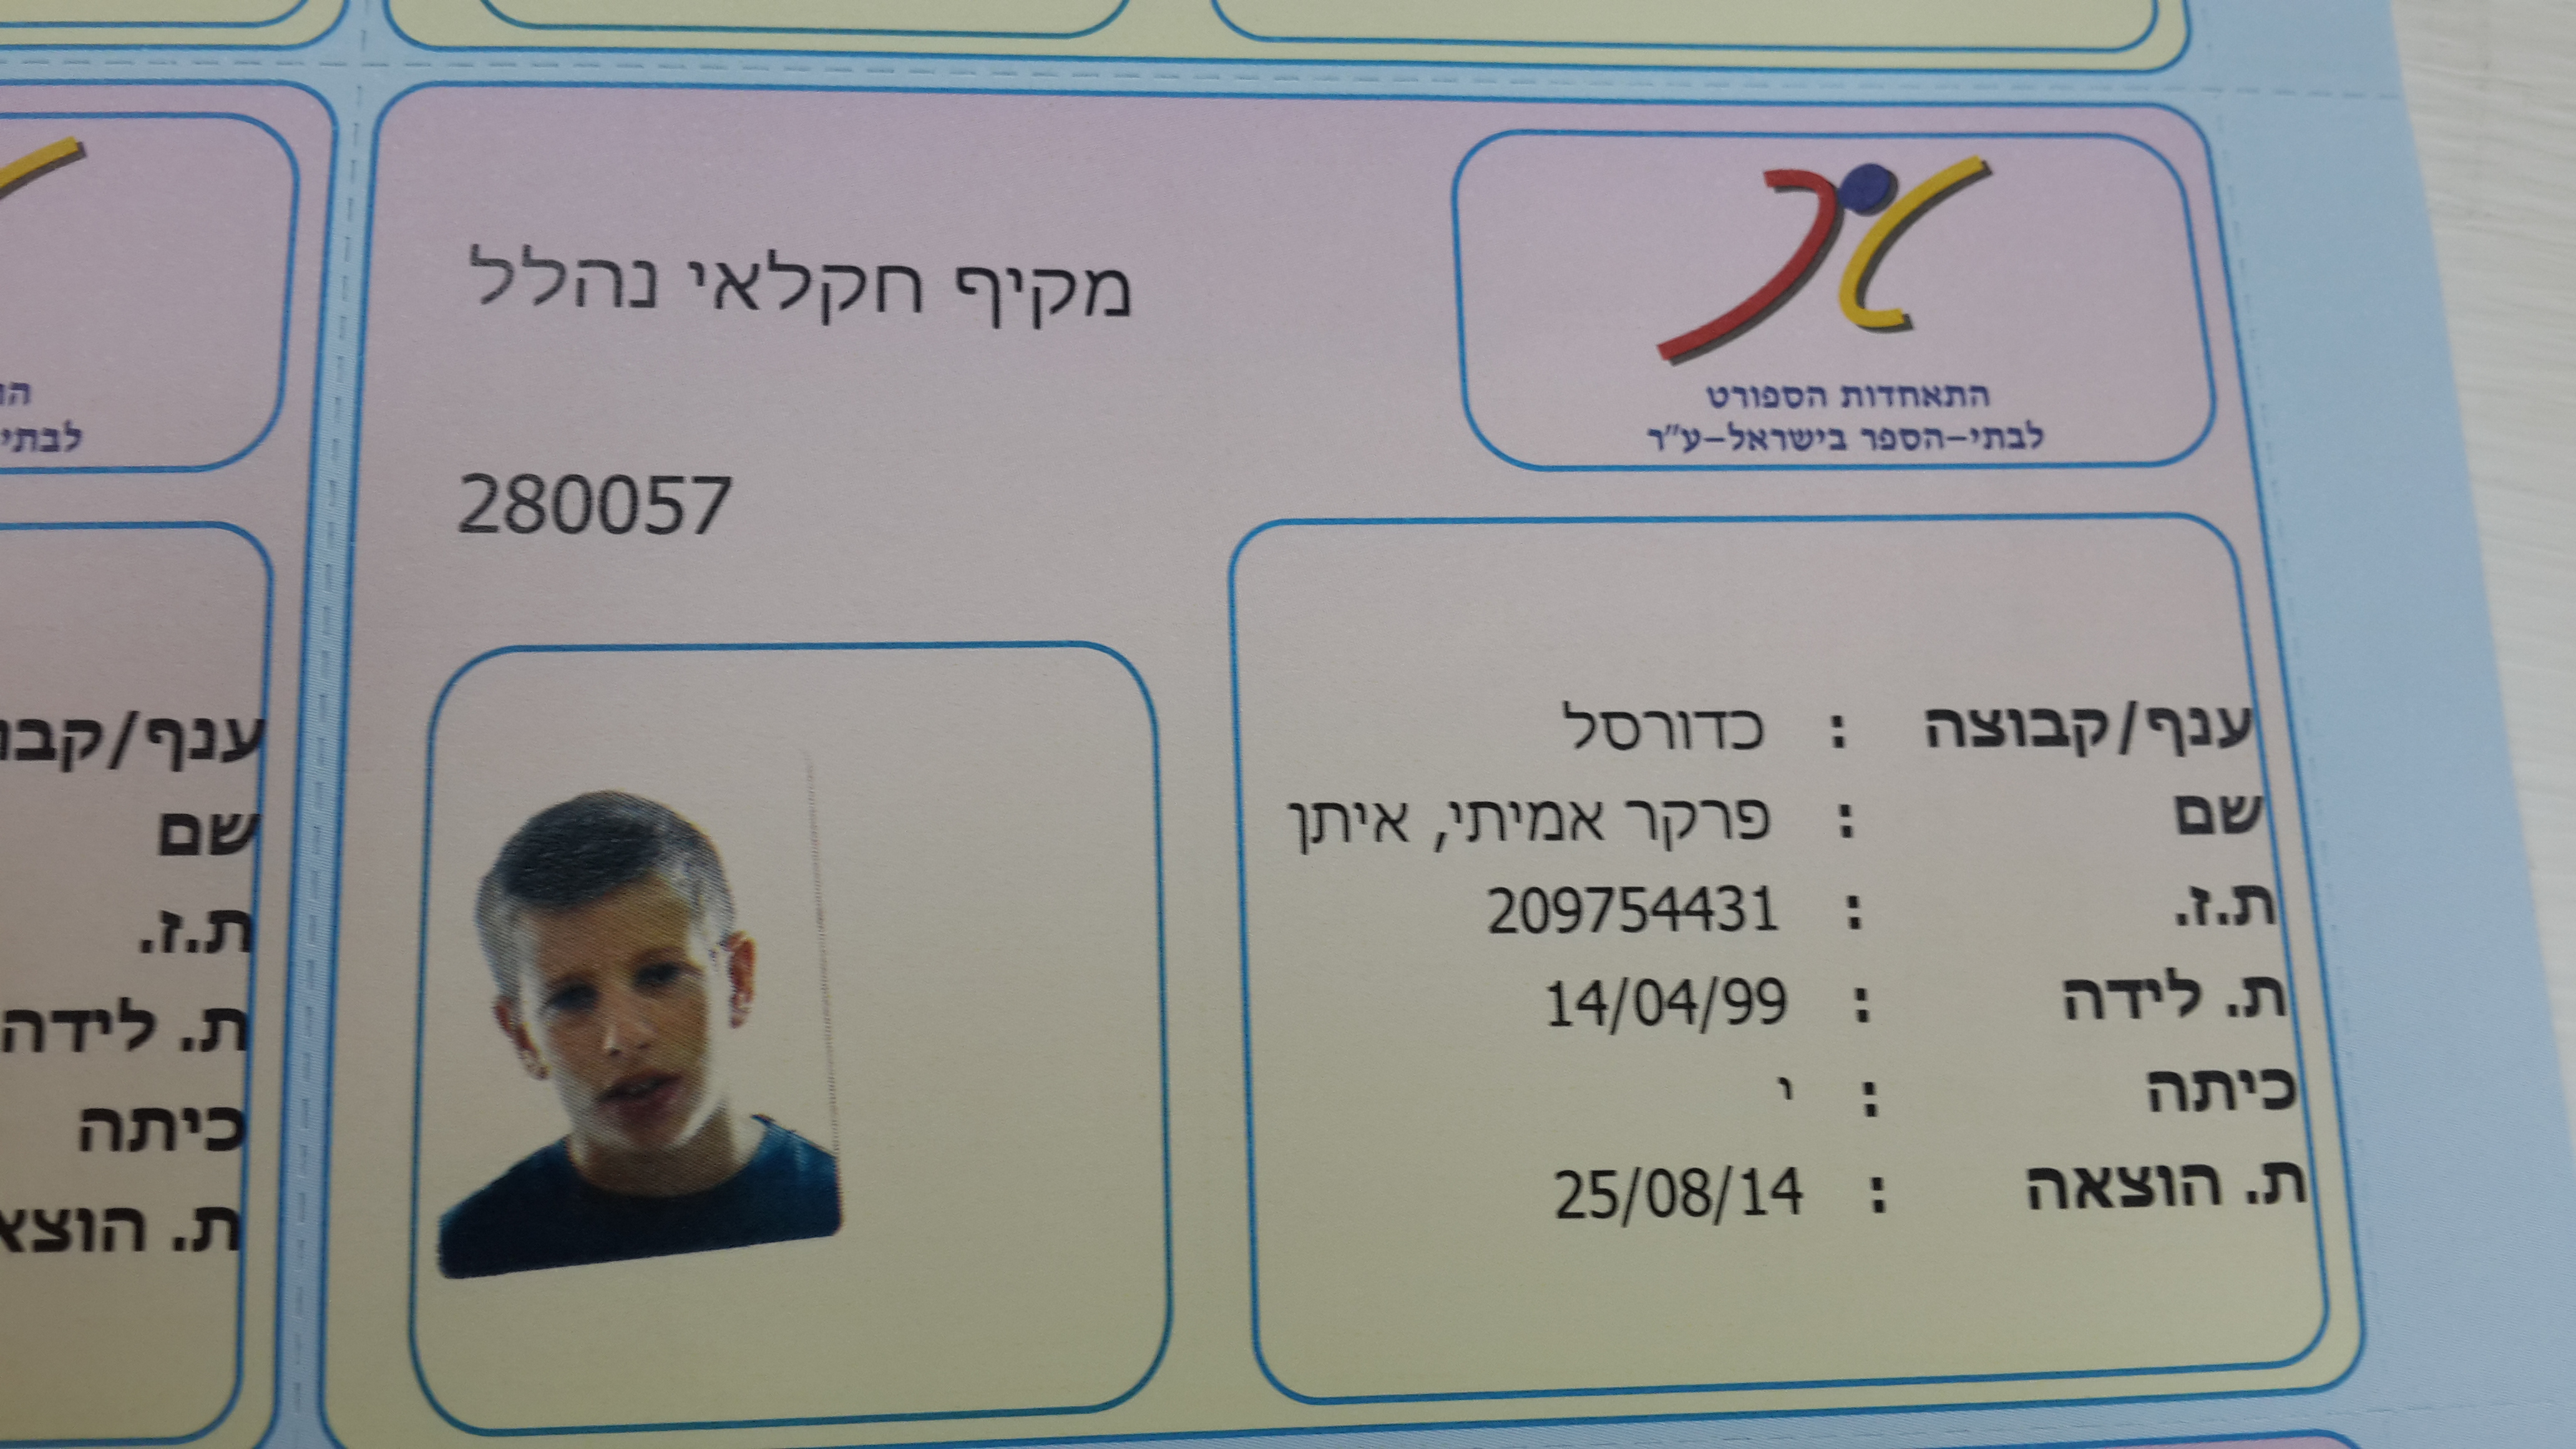 מקיף חקלאי נהלל
280057
התאחדות הספורט
לבתי-הספר בישראל-ע"ר
ענף/קבוצה : כדורסל
שם : פרקר אמיתי, איתן
ת.ז. : 209754431
ת. לידה : 14/04/99
כיתה : י
ת. הוצאה : 25/08/14
לבתי
ענף/קבו
שם
ת.ז.
ת. לידה
כיתה
ת. הוצא